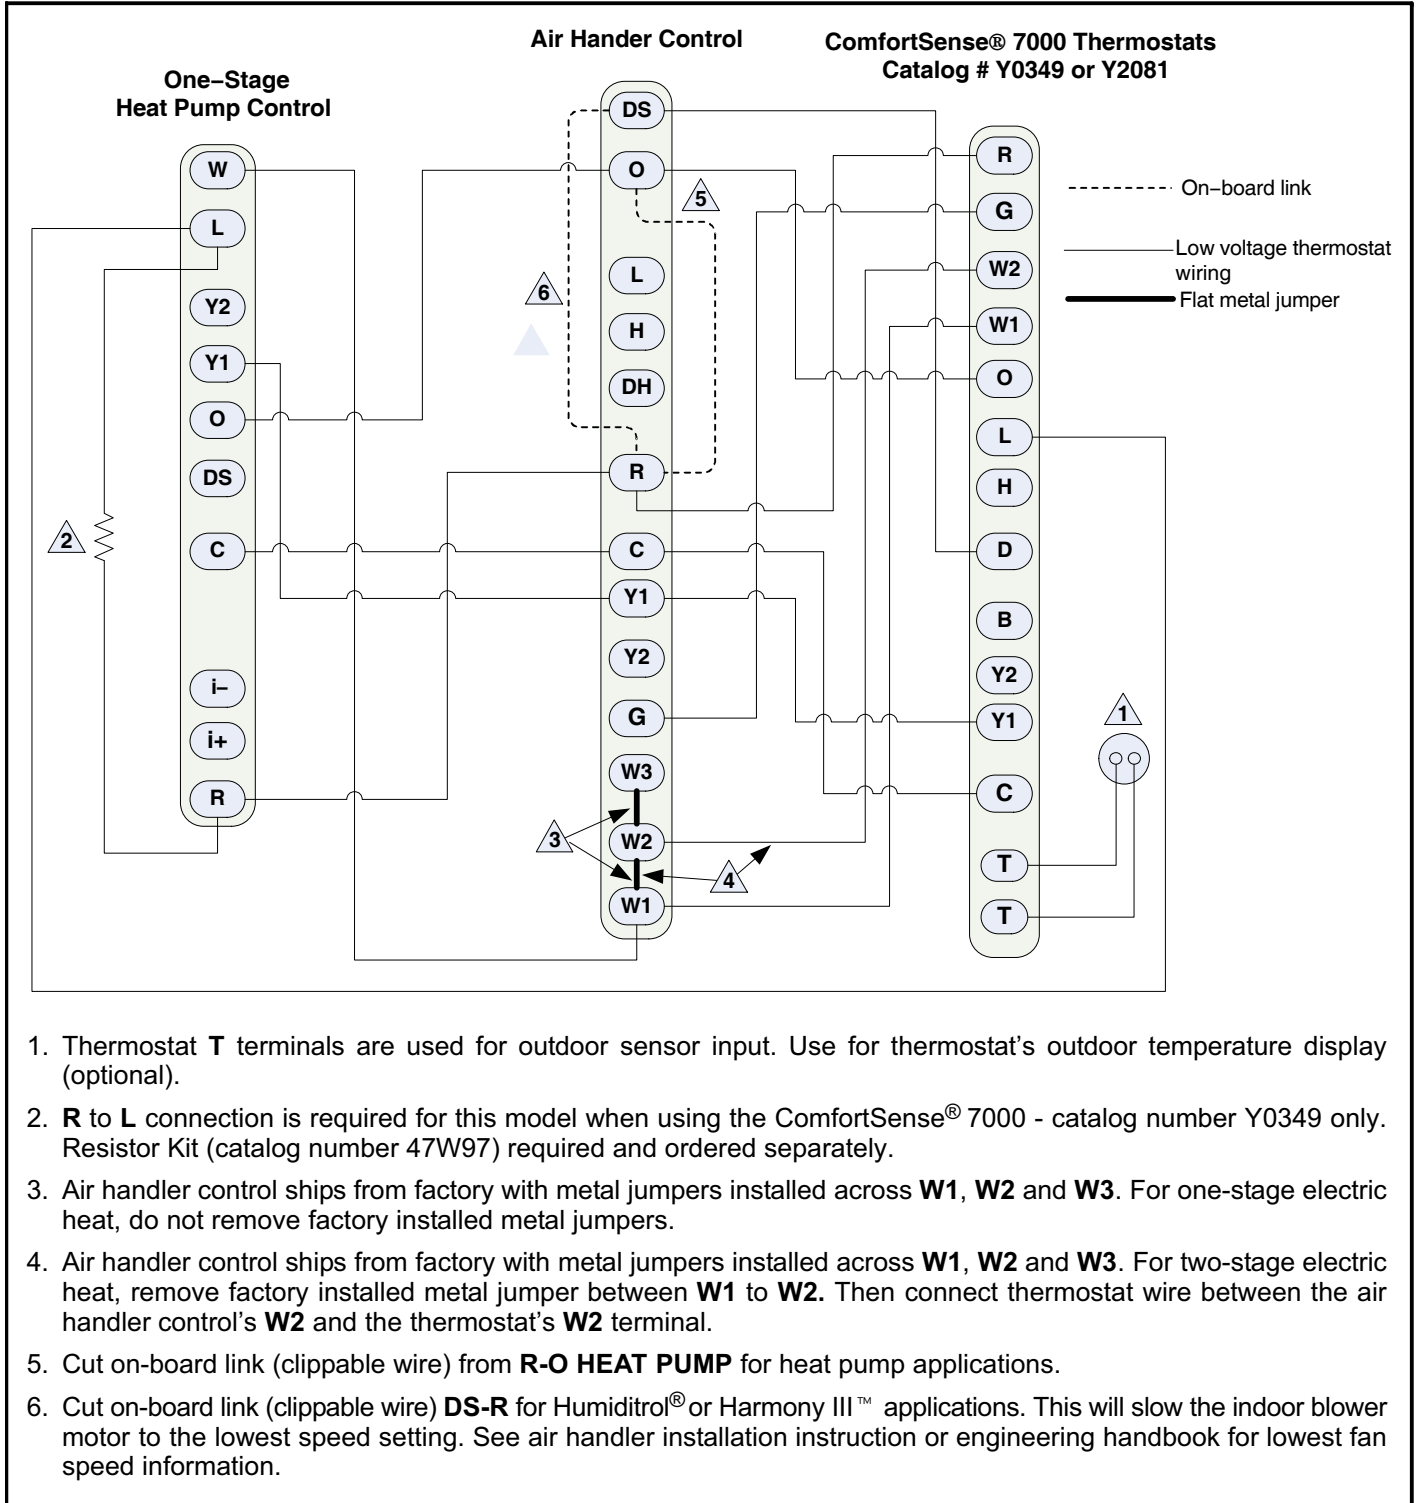 Air Hander Control
ComfortSense® 7000 Thermostats
Catalog # Y0349 or Y2081
One−Stage
Heat Pump Control
W
L
Y2
Y1
O
DS
C
i−
i+
R
2
DS
O
L
H
DH
R
C
Y1
Y2
G
W3
W2
W1
5
6
3
4
R
G
W2
W1
O
L
H
D
B
Y2
Y1
C
T
T
1
On−board link
Low voltage thermostat
wiring
Flat metal jumper
1. Thermostat T terminals are used for outdoor sensor input. Use for thermostat's outdoor temperature display
(optional).
2. R to L connection is required for this model when using the ComfortSense® 7000 - catalog number Y0349 only.
Resistor Kit (catalog number 47W97) required and ordered separately.
3. Air handler control ships from factory with metal jumpers installed across W1, W2 and W3. For one-stage electric
heat, do not remove factory installed metal jumpers.
4. Air handler control ships from factory with metal jumpers installed across W1, W2 and W3. For two-stage electric
heat, remove factory installed metal jumper between W1 to W2. Then connect thermostat wire between the air
handler control's W2 and the thermostat's W2 terminal.
5. Cut on-board link (clippable wire) from R-O HEAT PUMP for heat pump applications.
6. Cut on-board link (clippable wire) DS-R for Humiditrol® or Harmony III™ applications. This will slow the indoor blower
motor to the lowest speed setting. See air handler installation instruction or engineering handbook for lowest fan
speed information.